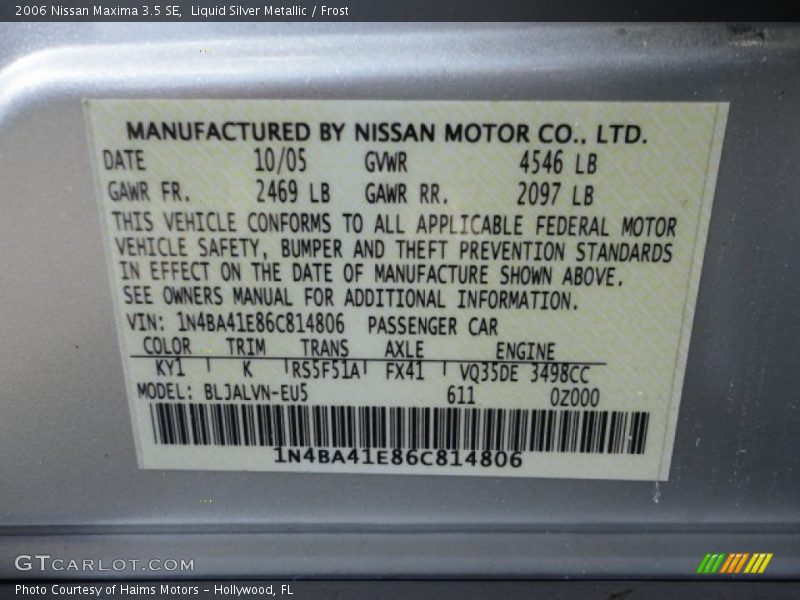 2006 Nissan Maxima 3.5 SE,  Liquid Silver Metallic / Frost
MANUFACTURED BY NISSAN MOTOR CO., LTD.
DATE 10/05 GVWR 4546 LB
GAWR FR. 2469 LB GAWR RR. 2097 LB
THIS VEHICLE CONFORMS TO ALL APPLICABLE FEDERAL MOTOR
VEHICLE SAFETY, BUMPER AND THEFT PREVENTION STANDARDS
IN EFFECT ON THE DATE OF MANUFACTURE SHOWN ABOVE.
SEE OWNERS MANUAL FOR ADDITIONAL INFORMATION.
VIN: 1N4BA41E86C814806 PASSENGER CAR
COLOR TRIM TRANS AXLE ENGINE
KY1 K RS5F51A FX41 VQ35DE 3498CC
MODEL: BLJALVN-EU5 611 0Z000
1N4BA41E86C814806
GTCARLOT.COM
Photo Courtesy of Haims Motors - Hollywood, FL